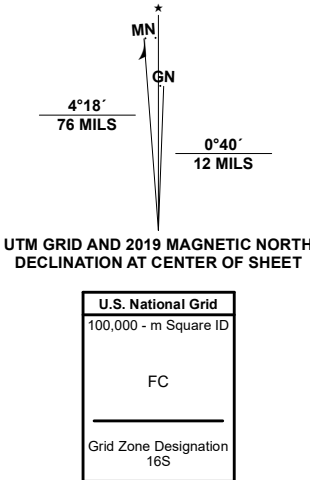 ★
MN
GN
4°18´
76 MILS
0°40´
12 MILS
UTM GRID AND 2019 MAGNETIC NORTH
DECLINATION AT CENTER OF SHEET
U.S. National Grid
100,000 - m Square ID
FC
Grid Zone Designation
16S